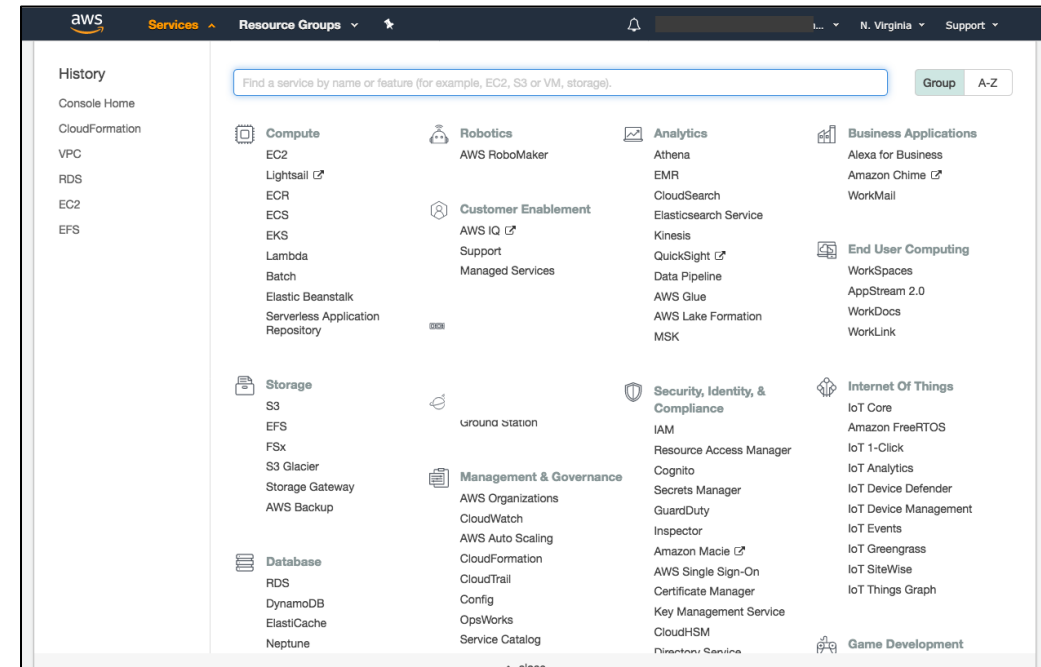 aws
Services
Resource Groups
N. Virginia
Support
History
Console Home
CloudFormation
VPC
RDS
EC2
EFS
Find a service by name or feature (for example, EC2, S3 or VM, storage).
Group
A-Z
Compute
EC2
Lightsail
ECR
ECS
EKS
Lambda
Batch
Elastic Beanstalk
Serverless Application
Repository
Storage
S3
EFS
FSx
S3 Glacier
Storage Gateway
AWS Backup
Database
RDS
DynamoDB
ElastiCache
Neptune
Robotics
AWS RoboMaker
Customer Enablement
AWS IQ
Support
Managed Services
Ground Station
Management & Governance
AWS Organizations
CloudWatch
AWS Auto Scaling
CloudFormation
CloudTrail
Config
OpsWorks
Service Catalog
Analytics
Athena
EMR
CloudSearch
Elasticsearch Service
Kinesis
QuickSight
Data Pipeline
AWS Glue
AWS Lake Formation
MSK
Security, Identity, &
Compliance
IAM
Resource Access Manager
Cognito
Secrets Manager
GuardDuty
Inspector
Amazon Macie
AWS Single Sign-On
Certificate Manager
Key Management Service
CloudHSM
Directory Service
Business Applications
Alexa for Business
Amazon Chime
WorkMail
End User Computing
WorkSpaces
AppStream 2.0
WorkDocs
WorkLink
Internet Of Things
IoT Core
Amazon FreeRTOS
IoT 1-Click
IoT Analytics
IoT Device Defender
IoT Device Management
IoT Events
IoT Greengrass
IoT SiteWise
IoT Things Graph
Game Development
close